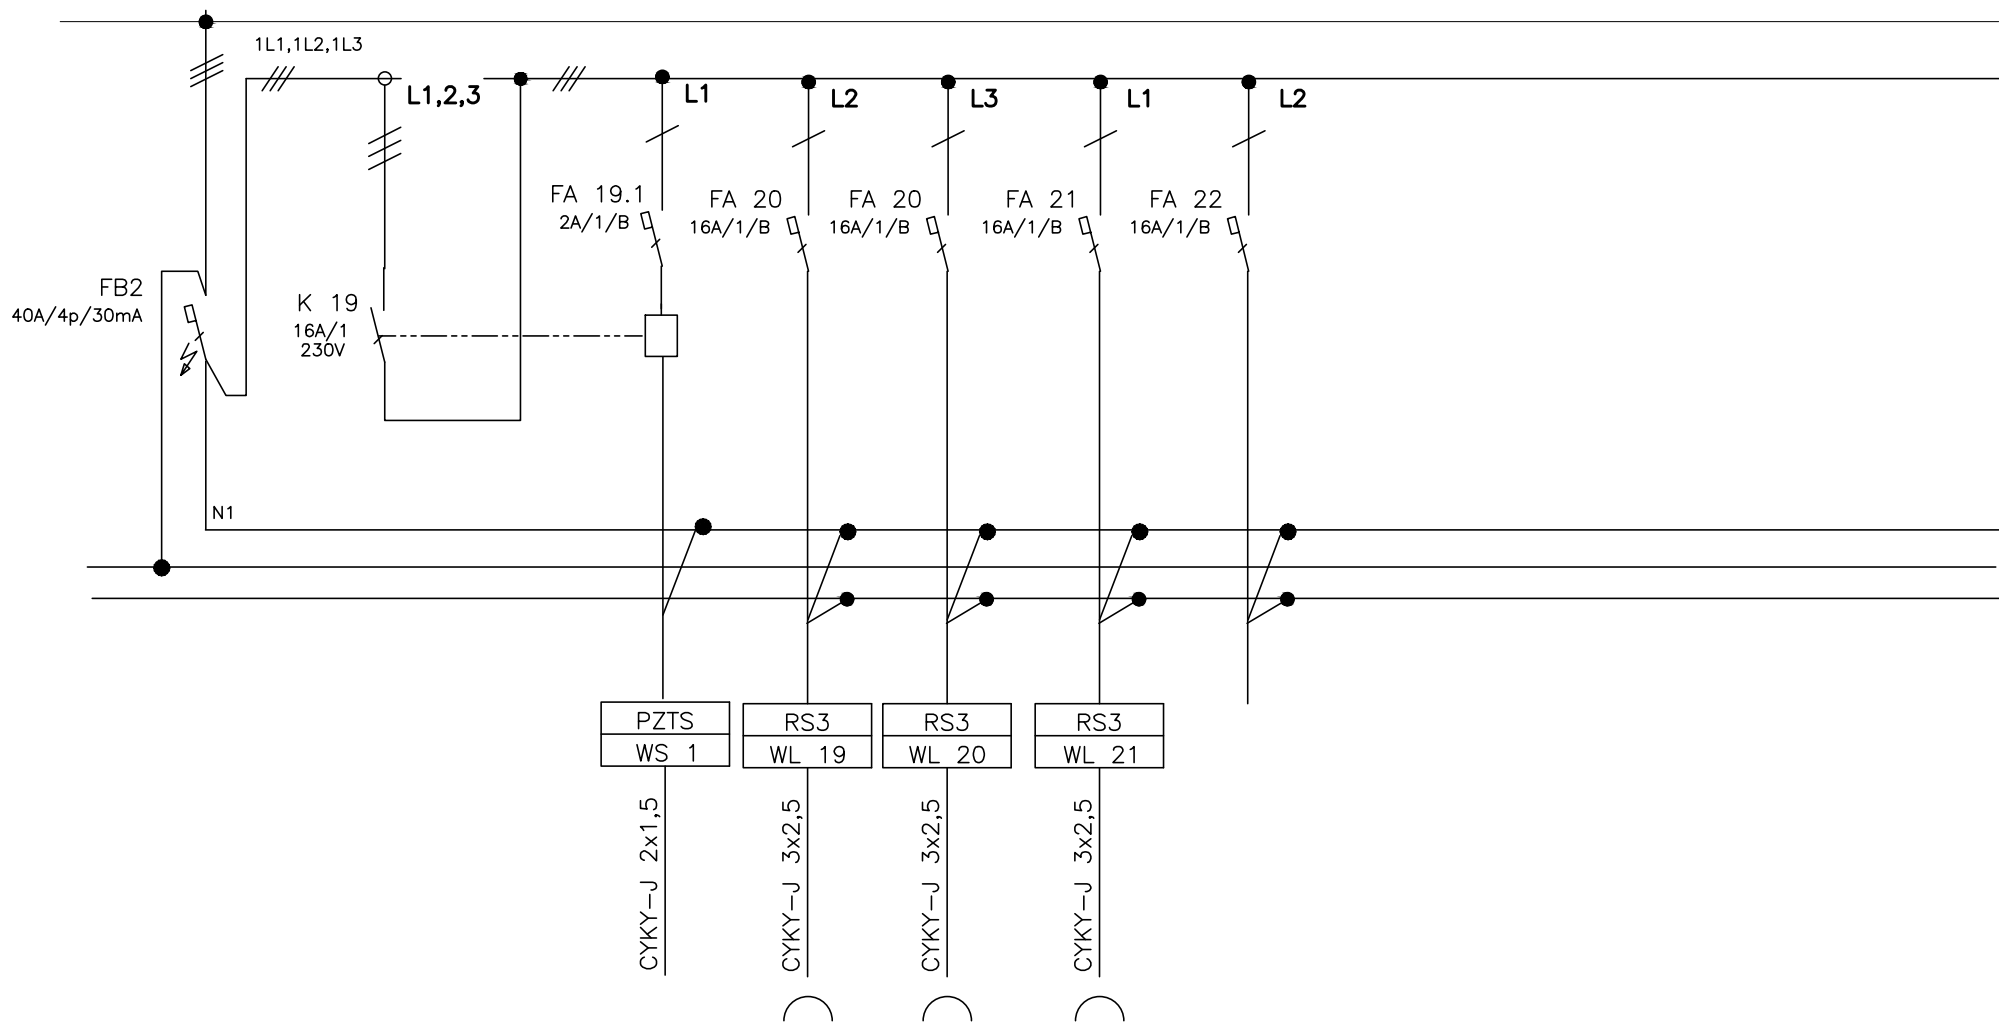 1L1,1L2,1L3
L1,2,3
L1
L2
L3
L1
L2
FA 19.1
2A/1/B
FA 20
16A/1/B
FA 20
16A/1/B
FA 21
16A/1/B
FA 22
16A/1/B
FB2
40A/4p/30mA
K 19
16A/1
230V
N1
PZTS
WS 1
RS3
WL 19
RS3
WL 20
RS3
WL 21
CYKY-J 2x1,5
CYKY-J 3x2,5
CYKY-J 3x2,5
CYKY-J 3x2,5